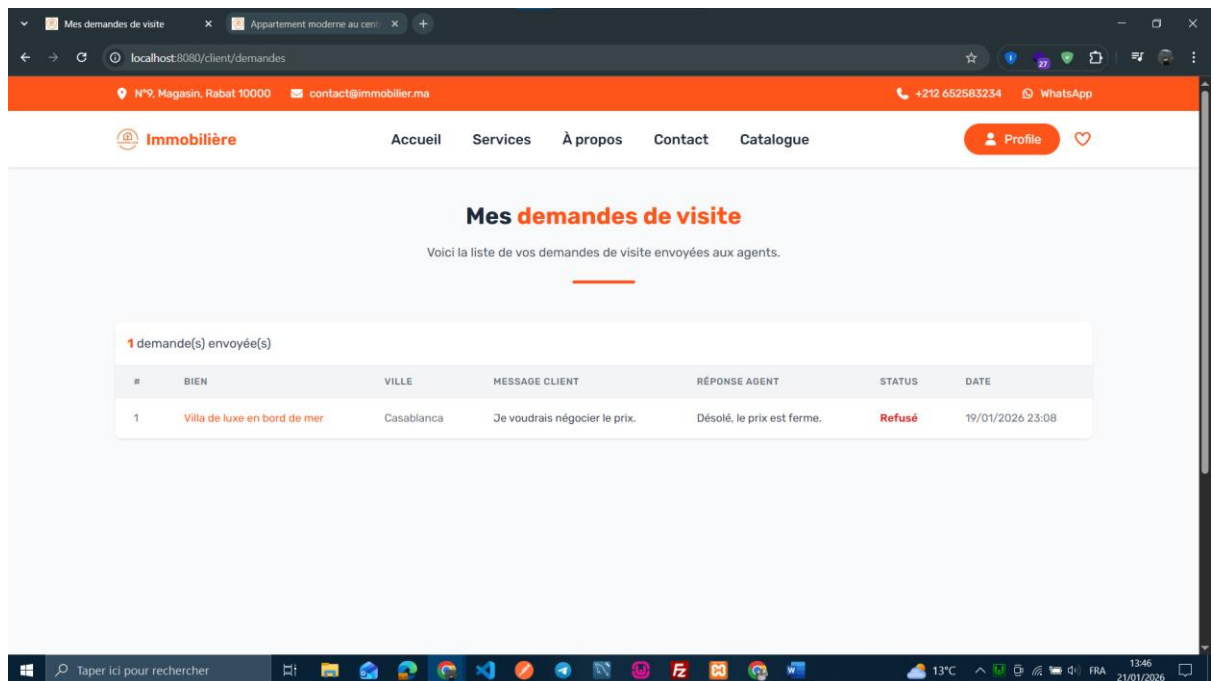 Mes demandes de visite
Appartement moderne au cent
localhost:8080/client/demandes
27
N°9, Magasin, Rabat 10000 contact@immobilier.ma +212 652583234 WhatsApp
Immobilière Accueil Services À propos Contact Catalogue Profile
Mes demandes de visite
Voici la liste de vos demandes de visite envoyées aux agents.
1 demande(s) envoyée(s)
# BIEN VILLE MESSAGE CLIENT RÉPONSE AGENT STATUS DATE
1 Villa de luxe en bord de mer Casablanca Je voudrais négocier le prix. Désolé, le prix est ferme. Refusé 19/01/2026 23:08
Taper ici pour rechercher 13°C FRA 13:46
21/01/2026